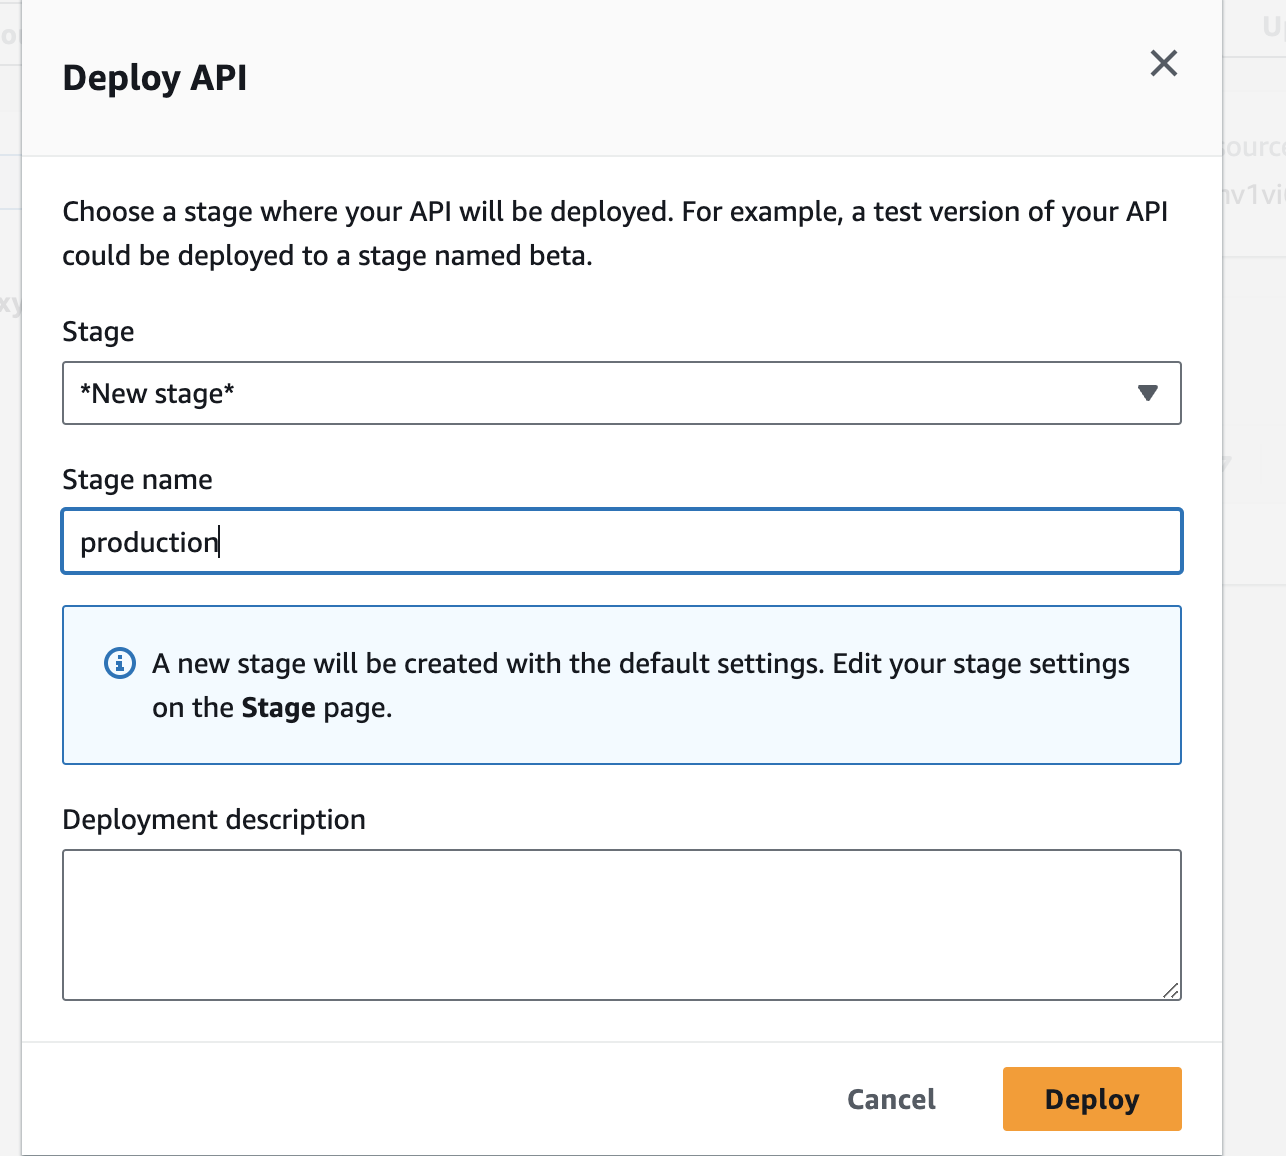 Deploy API
Choose a stage where your API will be deployed. For example, a test version of your API
could be deployed to a stage named beta.
Stage
*New stage*
Stage name
production
A new stage will be created with the default settings. Edit your stage settings
on the Stage page.
Deployment description
Cancel
Deploy